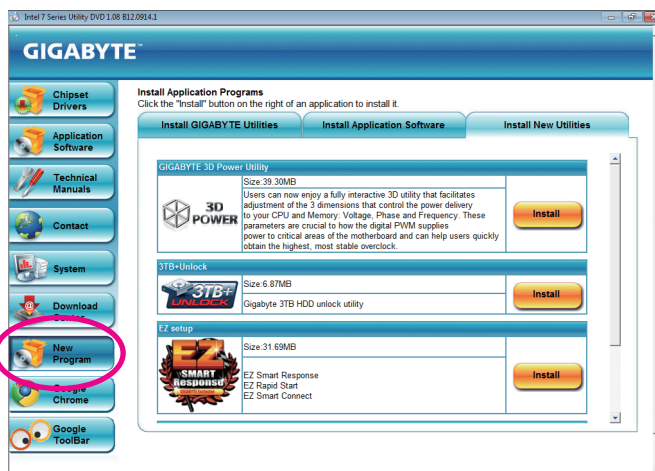 Intel 7 Series Utility DVD 1.08 B12.0914.1
GIGABYTE™
Chipset
Drivers
Application
Software
Technical
Manuals
Contact
System
Download
Center
New
Program
Google
Chrome
Google
ToolBar
Install Application Programs
Click the "Install" button on the right of an application to install it.
Install GIGABYTE Utilities
Install Application Software
Install New Utilities
GIGABYTE 3D Power Utility
3D
POWER
Size:39.30MB
Users can now enjoy a fully interactive 3D utility that facilitates
adjustment of the 3 dimensions that control the power delivery
to your CPU and Memory: Voltage, Phase and Frequency. These
parameters are crucial to how the digital PWM supplies
power to critical areas of the motherboard and can help users quickly
obtain the highest, most stable overclock.
Install
3TB+Unlock
3TB+
UNLOCK
Size:6.87MB
Gigabyte 3TB HDD unlock utility
Install
EZ setup
EZ
SMART
Response
Size:31.69MB
EZ Smart Response
EZ Rapid Start
EZ Smart Connect
Install